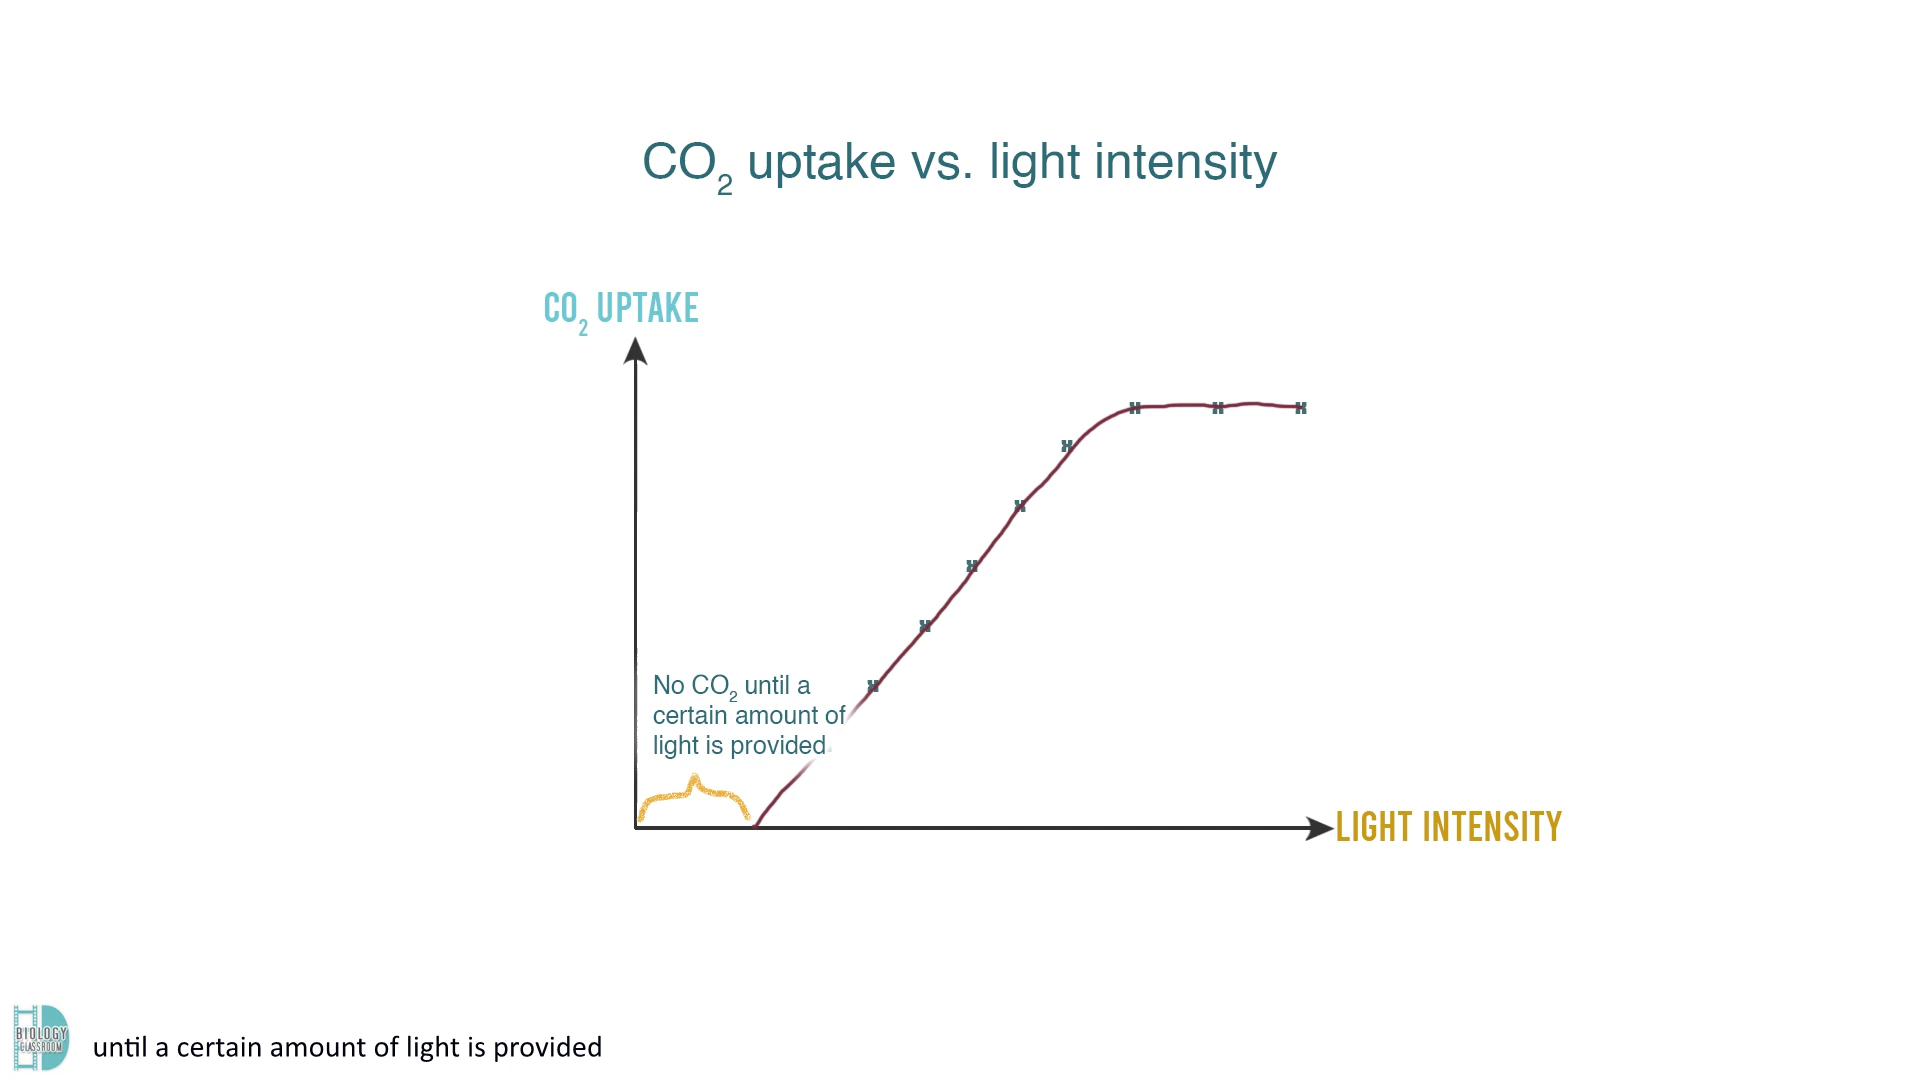 CO₂ uptake vs. light intensity
CO₂ UPTAKE
No CO₂ until a
certain amount of
light is provided
LIGHT INTENSITY
BIOLOGY
CLASSROOM
until a certain amount of light is provided